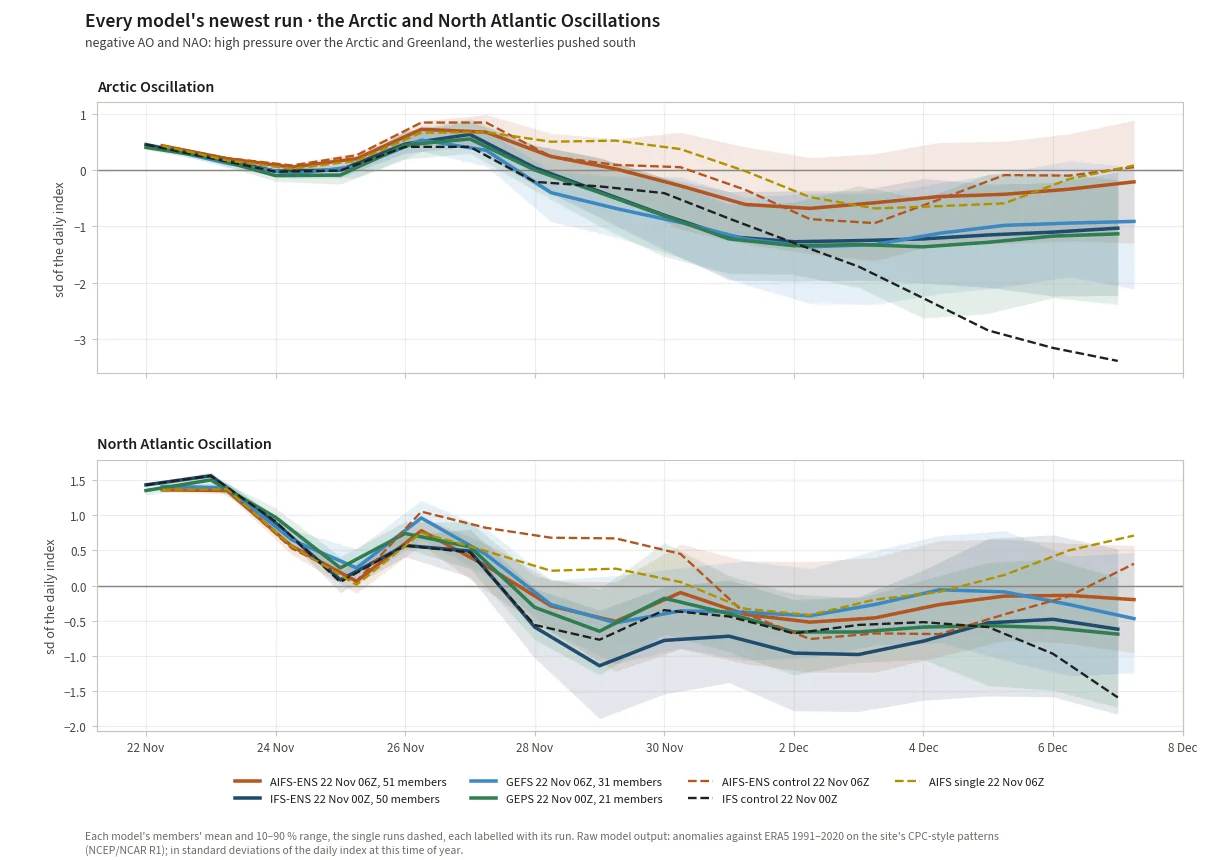 Every model's newest run · the Arctic and North Atlantic Oscillations
negative AO and NAO: high pressure over the Arctic and Greenland, the westerlies pushed south
Arctic Oscillation
1
0
−1
−2
−3
sd of the daily index
North Atlantic Oscillation
1.5
1.0
0.5
0.0
−0.5
−1.0
−1.5
−2.0
sd of the daily index
22 Nov 24 Nov 26 Nov 28 Nov 30 Nov 2 Dec 4 Dec 6 Dec 8 Dec
AIFS-ENS 22 Nov 06Z, 51 members GEFS 22 Nov 06Z, 31 members AIFS-ENS control 22 Nov 06Z AIFS single 22 Nov 06Z
IFS-ENS 22 Nov 00Z, 50 members GEPS 22 Nov 00Z, 21 members IFS control 22 Nov 00Z
Each model's members' mean and 10–90 % range, the single runs dashed, each labelled with its run. Raw model output: anomalies against ERA5 1991–2020 on the site's CPC-style patterns
(NCEP/NCAR R1); in standard deviations of the daily index at this time of year.